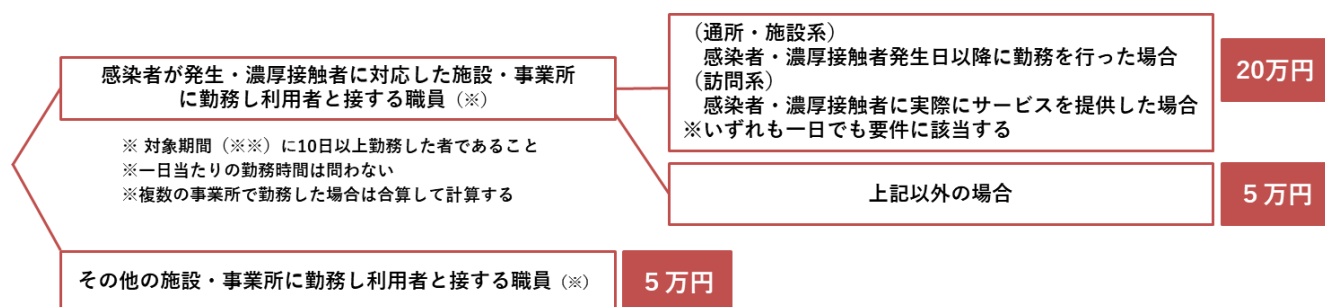 感染者が発生・濃厚接触者に対応した施設・事業所
に勤務し利用者と接する職員（※）
※ 対象期間（※※）に10日以上勤務した者であること
※一日当たりの勤務時間は問わない
※複数の事業所で勤務した場合は合算して計算する
（通所・施設系）
感染者・濃厚接触者発生日以降に勤務を行った場合
（訪問系）
感染者・濃厚接触者に実際にサービスを提供した場合
※いずれも一日でも要件に該当する
20万円
上記以外の場合
５万円
その他の施設・事業所に勤務し利用者と接する職員（※）
５万円